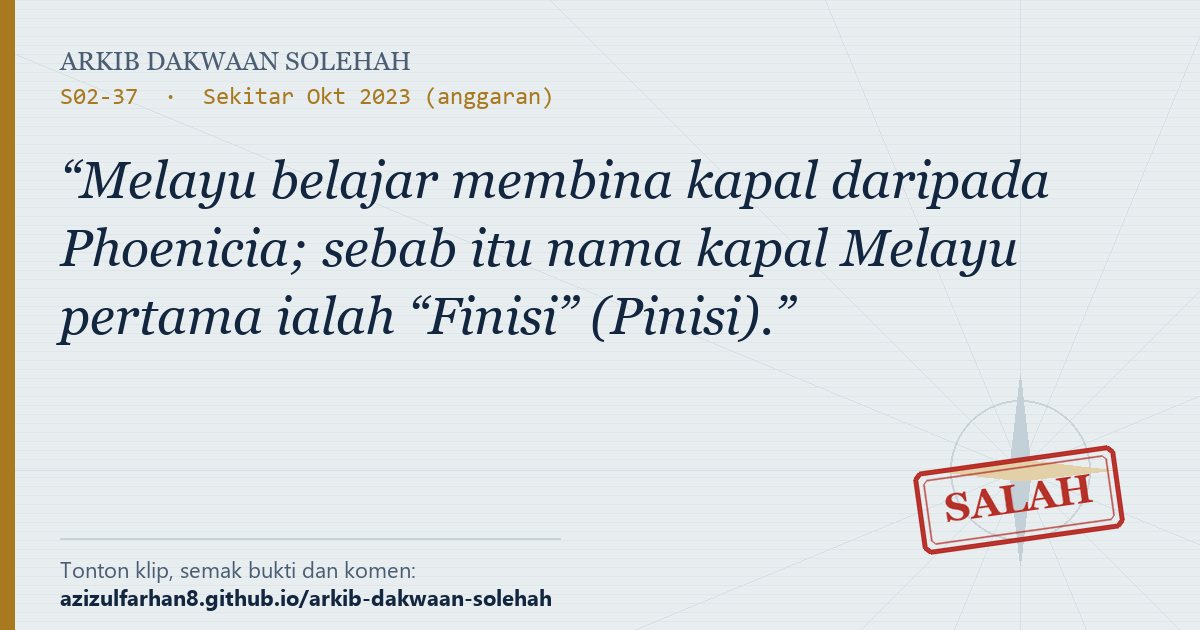 ARKIB DAKWAAN SOLEHAH
S02-37 · Sekitar Okt 2023 (anggaran)
“Melayu belajar membina kapal daripada
Phoenicia; sebab itu nama kapal Melayu
pertama ialah “Finisi” (Pinisi).”
SALAH
Tonton klip, semak bukti dan komen:
azizulfarhan8.github.io/arkib-dakwaan-solehah